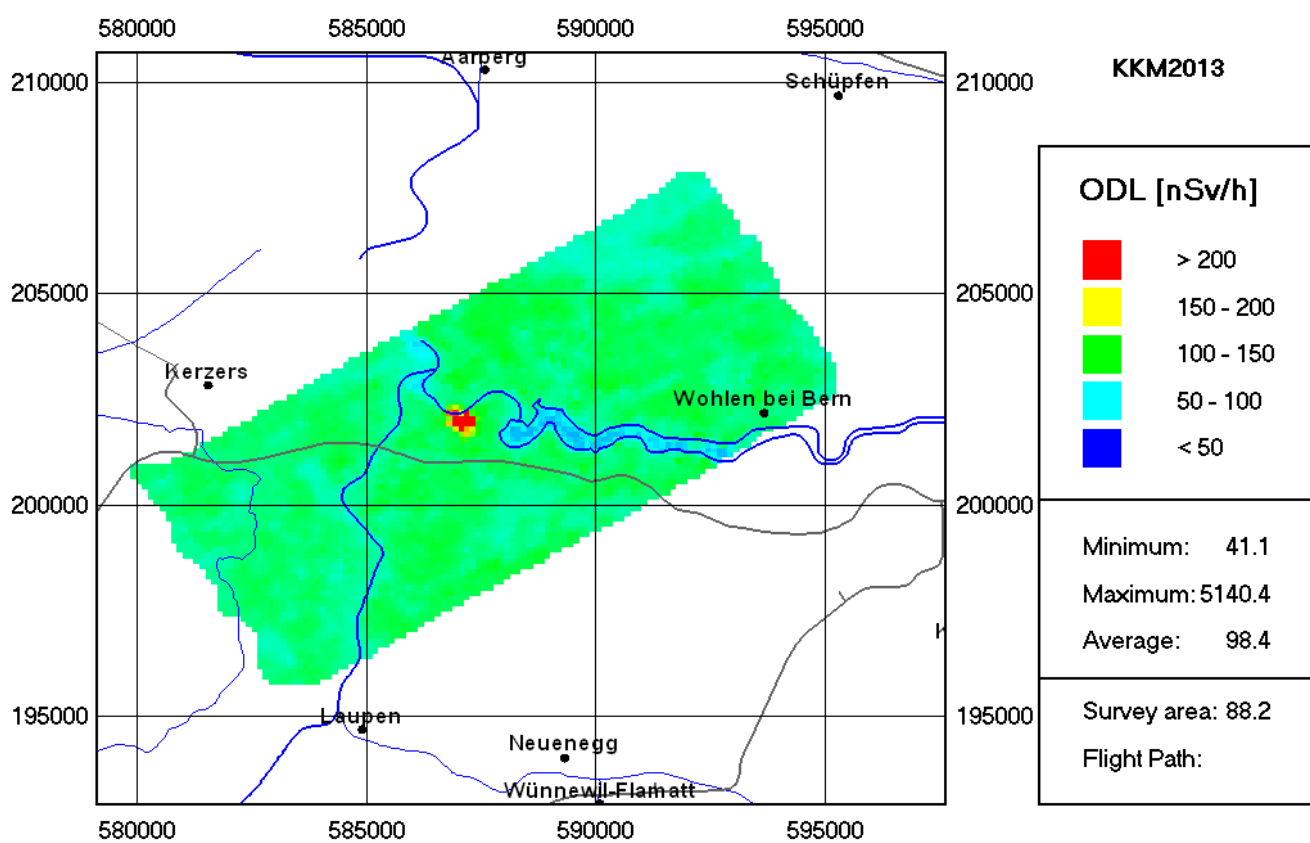 580000 585000 590000 595000
Aarberg
210000 210000
Schüpfen
KKM2013
ODL [nSv/h]
> 200
150 - 200
100 - 150
50 - 100
< 50
205000 205000
Kerzers
Wohlen bei Bern
200000 200000
Minimum: 41.1
Maximum: 5140.4
Average: 98.4
K
195000 195000
Laupen
Neuenegg
Wünnewil-Flamatt
Survey area: 88.2
Flight Path:
580000 585000 590000 595000